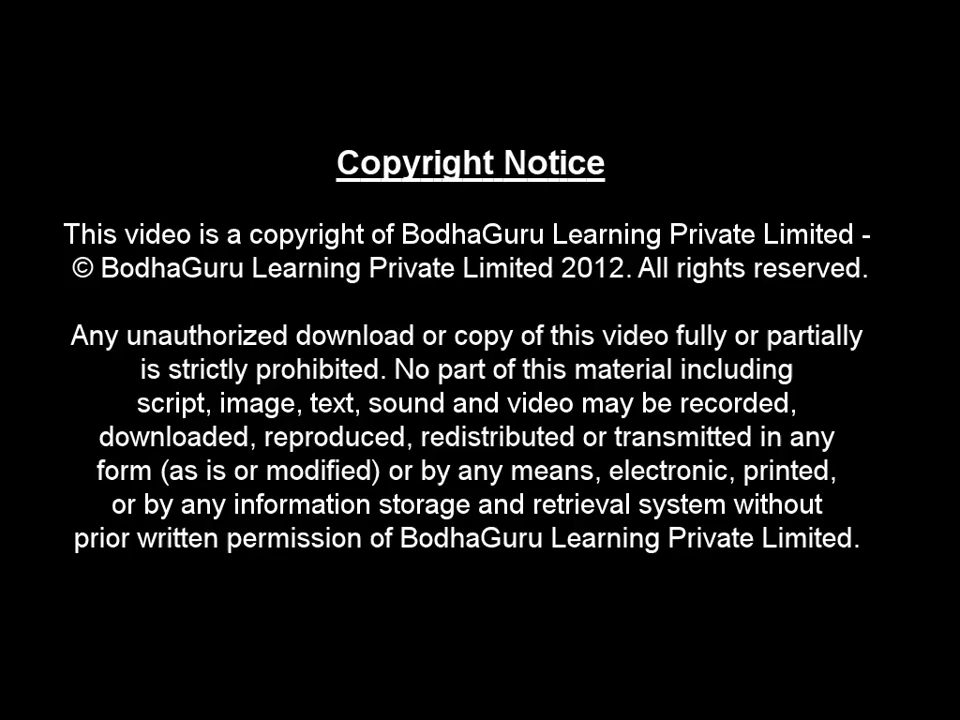 Copyright Notice
This video is a copyright of BodhaGuru Learning Private Limited -
© BodhaGuru Learning Private Limited 2012. All rights reserved.
Any unauthorized download or copy of this video fully or partially
is strictly prohibited. No part of this material including
script, image, text, sound and video may be recorded,
downloaded, reproduced, redistributed or transmitted in any
form (as is or modified) or by any means, electronic, printed,
or by any information storage and retrieval system without
prior written permission of BodhaGuru Learning Private Limited.